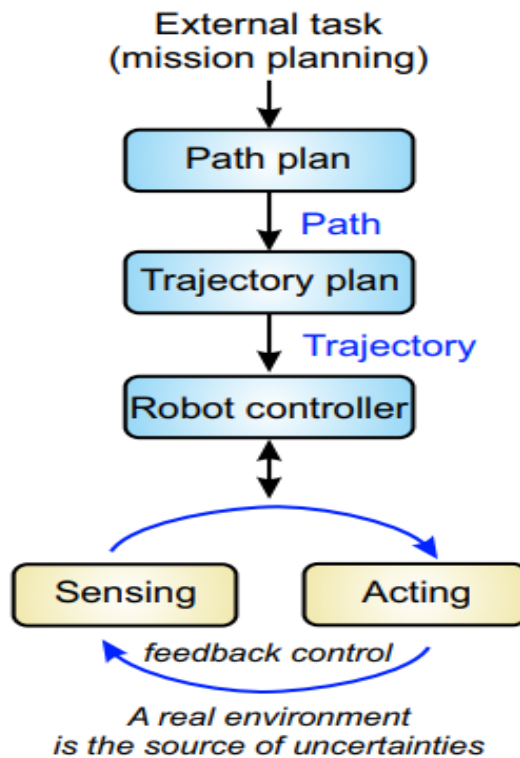 External task
(mission planning)
Path plan
Path
Trajectory plan
Trajectory
Robot controller
Sensing
Acting
feedback control
A real environment
is the source of uncertainties